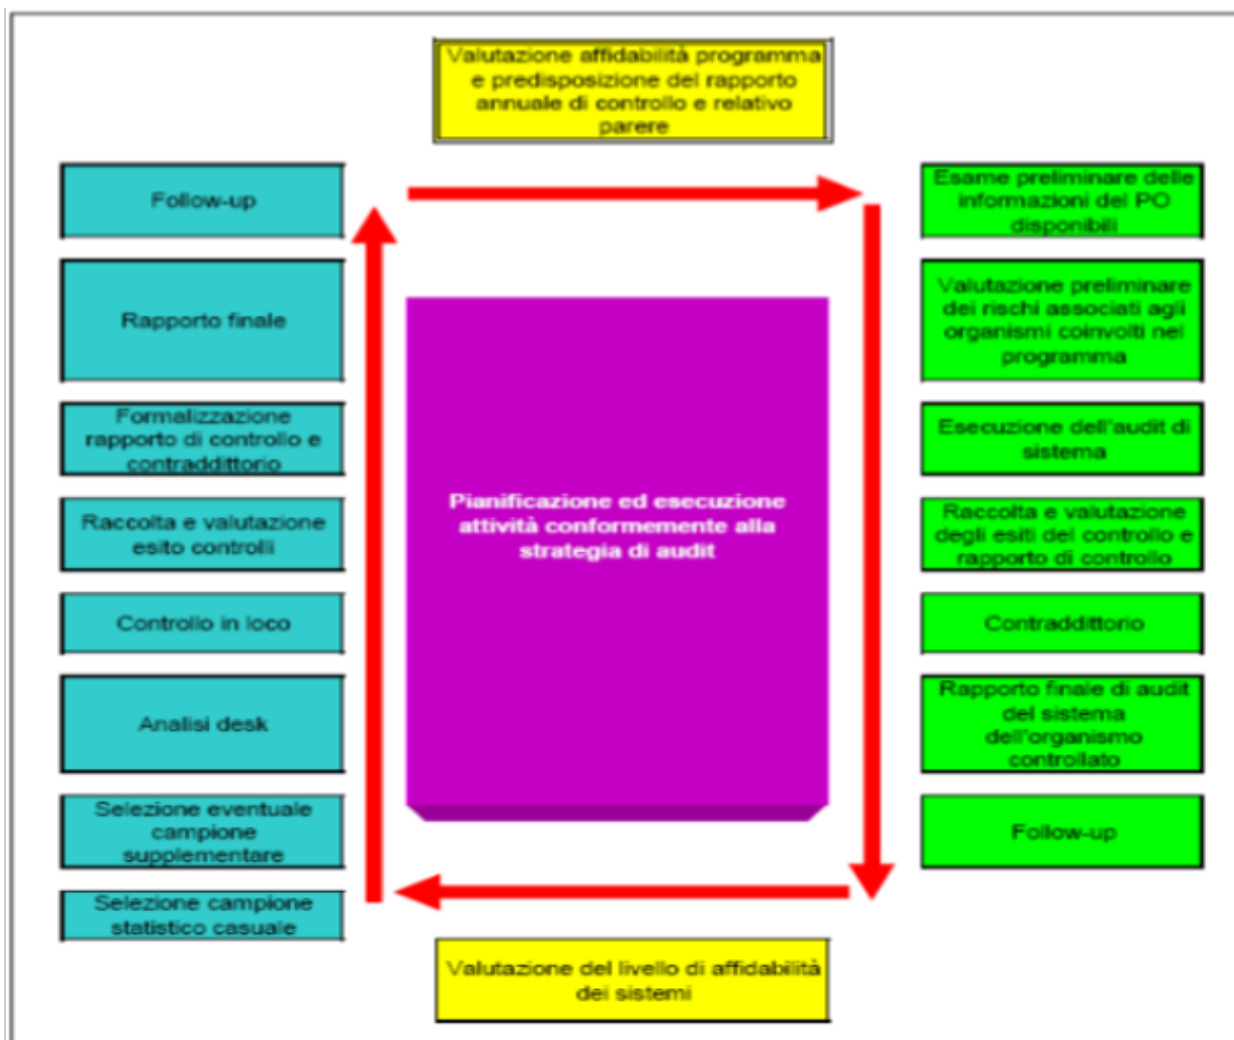 Valutazione affidabilità programma
e predisposizione del rapporto
annuale di controllo e relativo
parere
Follow-up
Rapporto finale
Formalizzazione
rapporto di controllo e
contraddittorio
Raccolta e valutazione
esito controlli
Controllo in loco
Analisi desk
Selezione eventuale
campione
supplementare
Selezione campione
statistico casuale
Pianificazione ed esecuzione
attività conformemente alla
strategia di audit
Esame preliminare delle
informazioni del PO
disponibili
Valutazione preliminare
dei rischi associati agli
organismi coinvolti nel
programma
Esecuzione dell'audit di
sistema
Raccolta e valutazione
degli esiti del controllo e
rapporto di controllo
Contraddittorio
Rapporto finale di audit
del sistema
dell'organismo
controllato
Follow-up
Valutazione del livello di affidabilità
dei sistemi